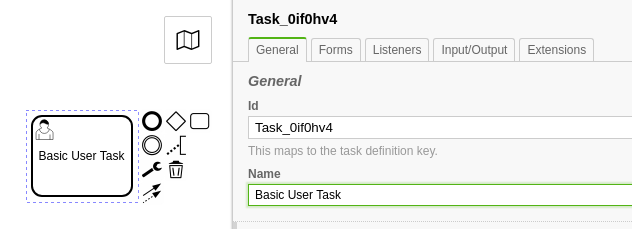 Task_0if0hv4
General
Forms
Listeners
Input/Output
Extensions
General
Id
Task_0if0hv4
This maps to the task definition key.
Name
Basic User Task
Basic User Task